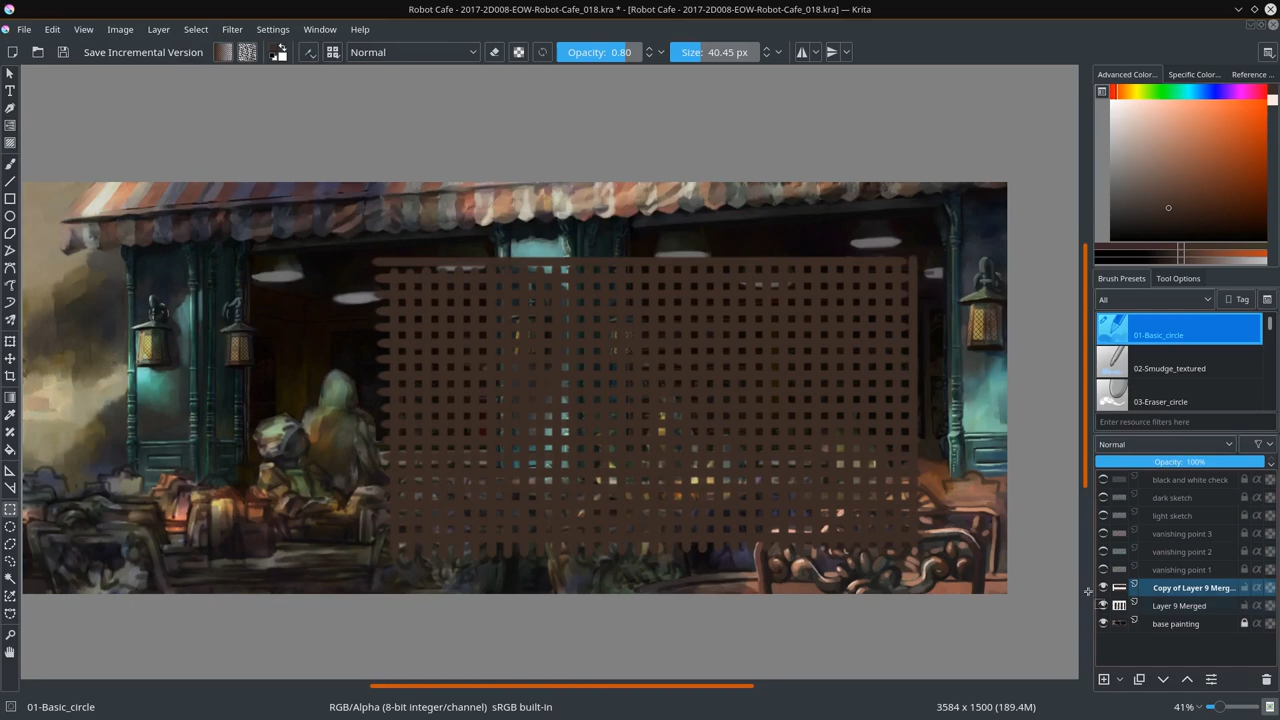 Robot Cafe - 2017-2D008-EOW-Robot-Cafe_018.kra * - [Robot Cafe - 2017-2D008-EOW-Robot-Cafe_018.kra] — Krita
File Edit View Image Layer Select Filter Settings Tools Window Help
Save Incremental Version Normal Opacity: 0.80 Size: 40.45 px
Advanced Color... Specific Color... Reference ...
Brush Presets Tool Options
All Tag
01-Basic_circle
02-Smudge_textured
03-Eraser_circle
Enter resource filters here
Normal
Opacity: 100%
black and white check
dark sketch
light sketch
vanishing point 3
vanishing point 2
vanishing point 1
Copy of Layer 9 Merg...
Layer 9 Merged
base painting
01-Basic_circle RGB/Alpha (8-bit integer/channel) sRGB built-in 3584 x 1500 (189.4M) 41%